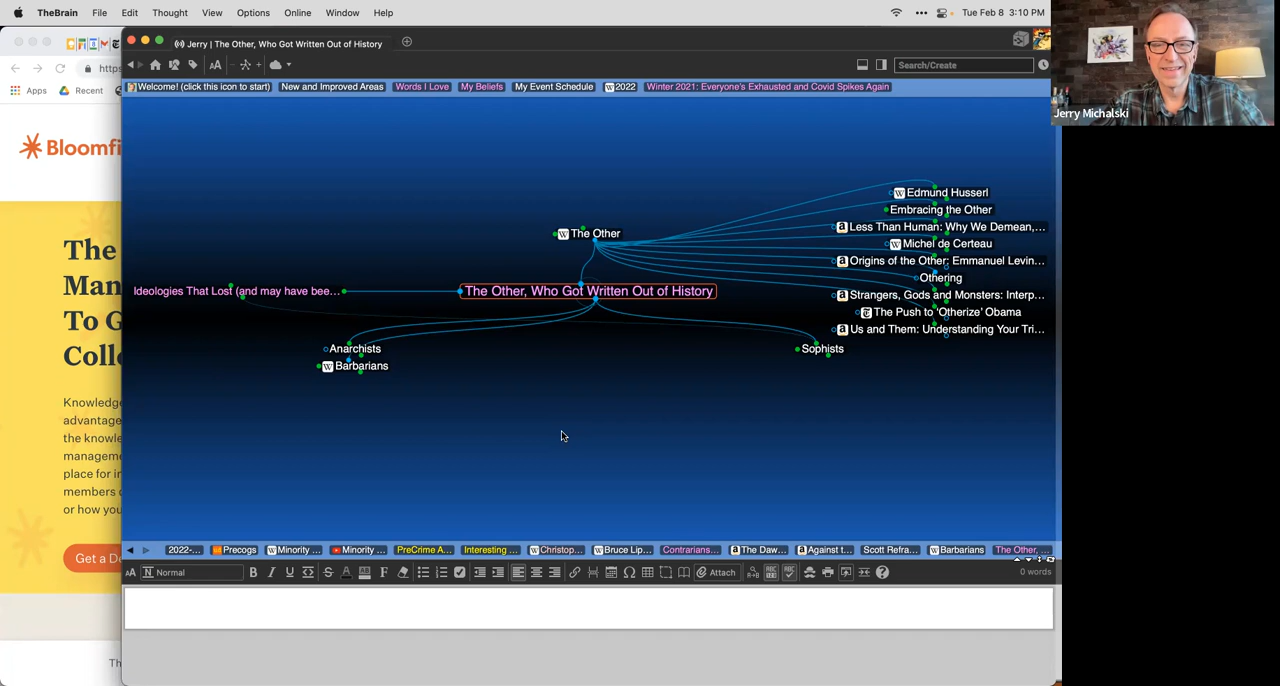 TheBrain File Edit Thought View Options Online Window Help Tue Feb 8 3:10 PM
Jerry | The Other, Who Got Written Out of History
Search/Create
Welcome! (click this icon to start) New and Improved Areas Words I Love My Beliefs My Event Schedule 2022 Winter 2021: Everyone's Exhausted and Covid Spikes Again
https
Apps Recent
Jerry Michalski
Bloomfi
The
Man
To G
Colle
Knowledg
advantage
the knowle
manageme
place for in
members o
or how you
Get a De
Th
Edmund Husserl
Embracing the Other
Less Than Human: Why We Demean,...
Michel de Certeau
Origins of the Other: Emmanuel Levin...
Othering
Strangers, Gods and Monsters: Interp...
The Push to 'Otherize' Obama
Us and Them: Understanding Your Tri...
The Other
Ideologies That Lost (and may have bee...
The Other, Who Got Written Out of History
Anarchists
Barbarians
Sophists
2022-... Precogs Minority ... Minority ... PreCrime A... Interesting ... Christop... Bruce Lip... Contrarians... The Daw... Against t... Scott Refra... Barbarians The Other, ...
Normal B I U S A F Attach 0 words